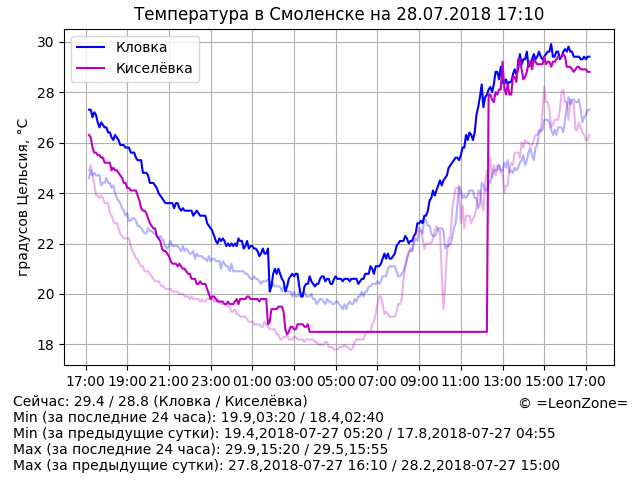 Температура в Смоленске на 28.07.2018 17:10
Кловка
Киселёвка
градусов Цельсия, °C
30
28
26
24
22
20
18
17:00 19:00 21:00 23:00 01:00 03:00 05:00 07:00 09:00 11:00 13:00 15:00 17:00
Сейчас: 29.4 / 28.8 (Кловка / Киселёвка)
© =LeonZone=
Min (за последние 24 часа): 19.9,03:20 / 18.4,02:40
Min (за предыдущие сутки): 19.4,2018-07-27 05:20 / 17.8,2018-07-27 04:55
Max (за последние 24 часа): 29.9,15:20 / 29.5,15:55
Max (за предыдущие сутки): 27.8,2018-07-27 16:10 / 28.2,2018-07-27 15:00